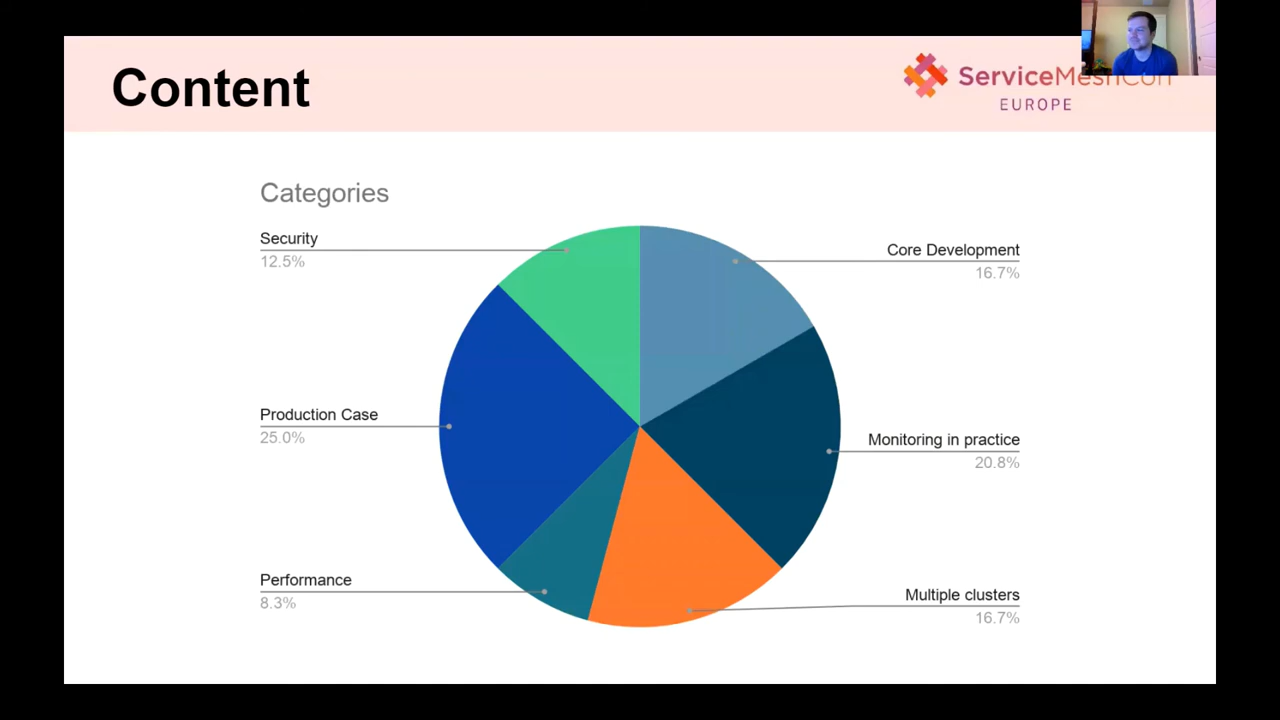 Content
ServiceMeshCon
EUROPE
Categories
Security
12.5%
Core Development
16.7%
Production Case
25.0%
Monitoring in practice
20.8%
Performance
8.3%
Multiple clusters
16.7%